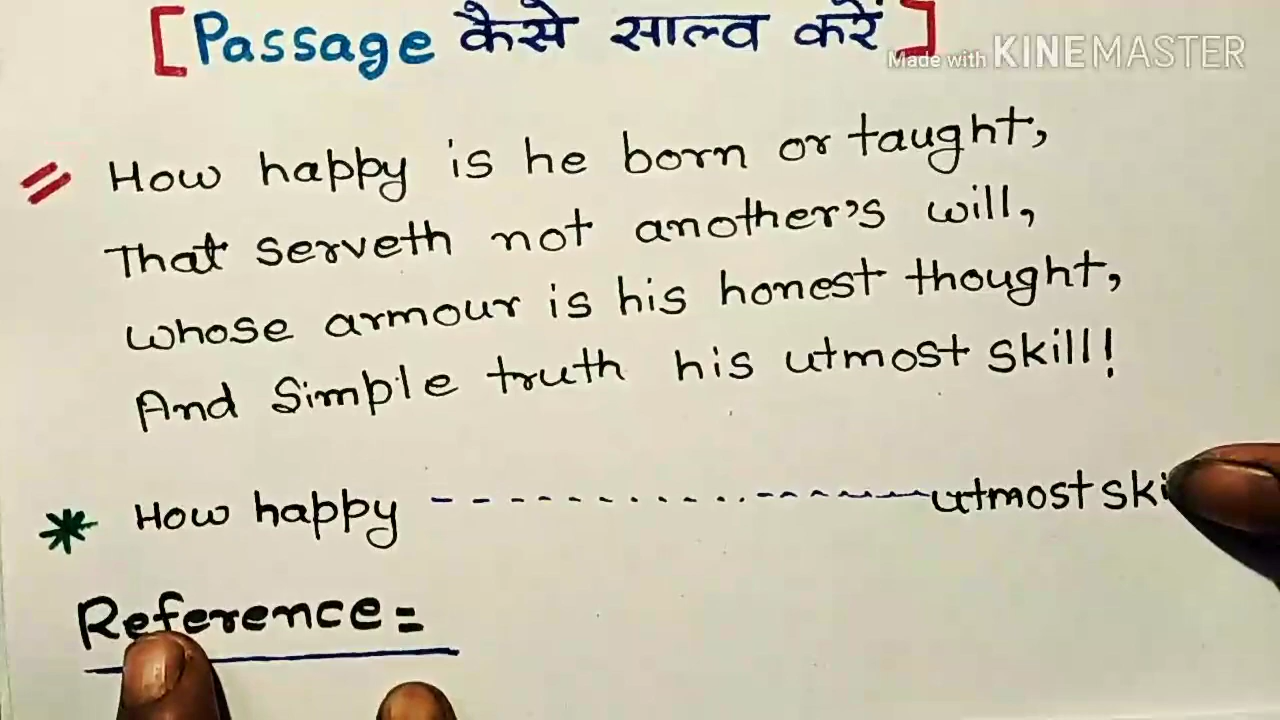 [Passage कैसे साल्व करें]
Made with KINEMASTER
How happy is he born or taught,
That serveth not another's will,
Whose armour is his honest thought,
And Simple truth his utmost skill!
* How happy ----------------- utmost ski
Reference =